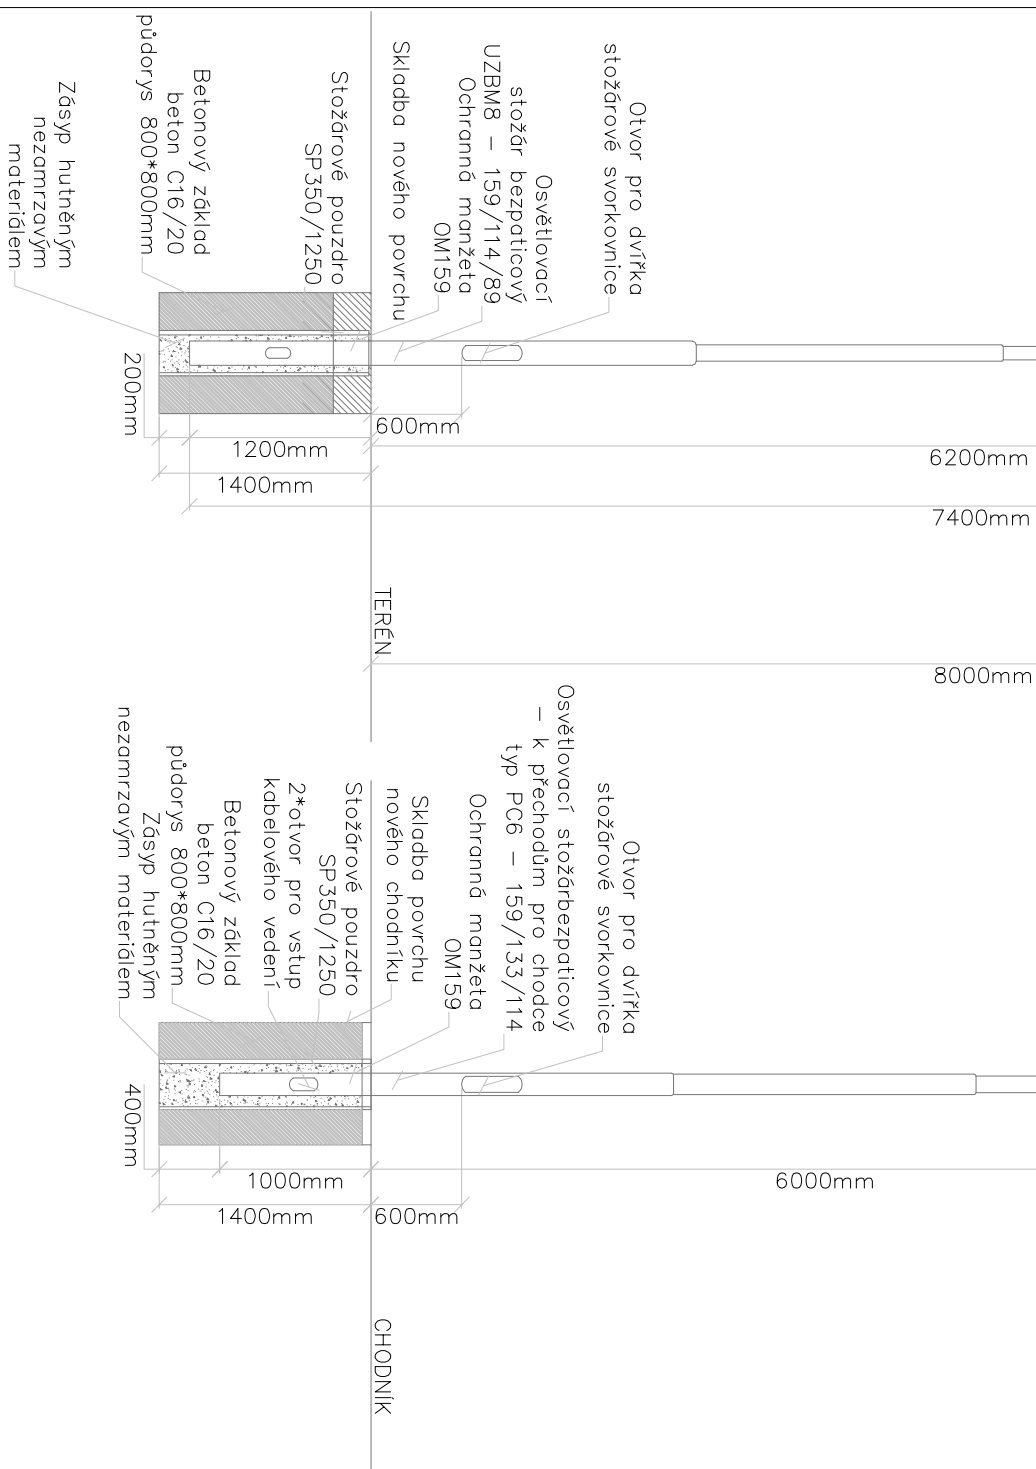 Otvor pro dvířka
stožárové svorkovnice
Osvětlovací
stožár bezpaticový
UZBM8 – 159/114/89
Ochranná manžeta
OM159
Skladba nového povrchu
Stožárové pouzdro
SP350/1250
Betonový základ
beton C16/20
půdorys 800*800mm
Zásyp hutněným
nezamrzavým
materiálem
200mm
1200mm
1400mm
600mm
6200mm
7400mm
8000mm
TERÉN
Otvor pro dvířka
stožárové svorkovnice
Osvětlovací stožárbezpaticový
– k přechodům pro chodce
typ PC6 – 159/133/114
Ochranná manžeta
OM159
Skladba povrchu
nového chodníku
Stožárové pouzdro
SP350/1250
2*otvor pro vstup
kabelového vedení
Betonový základ
beton C16/20
půdorys 800*800mm
Zásyp hutněným
nezamrzavým materiálem
400mm
1000mm
1400mm
600mm
6000mm
CHODNÍK